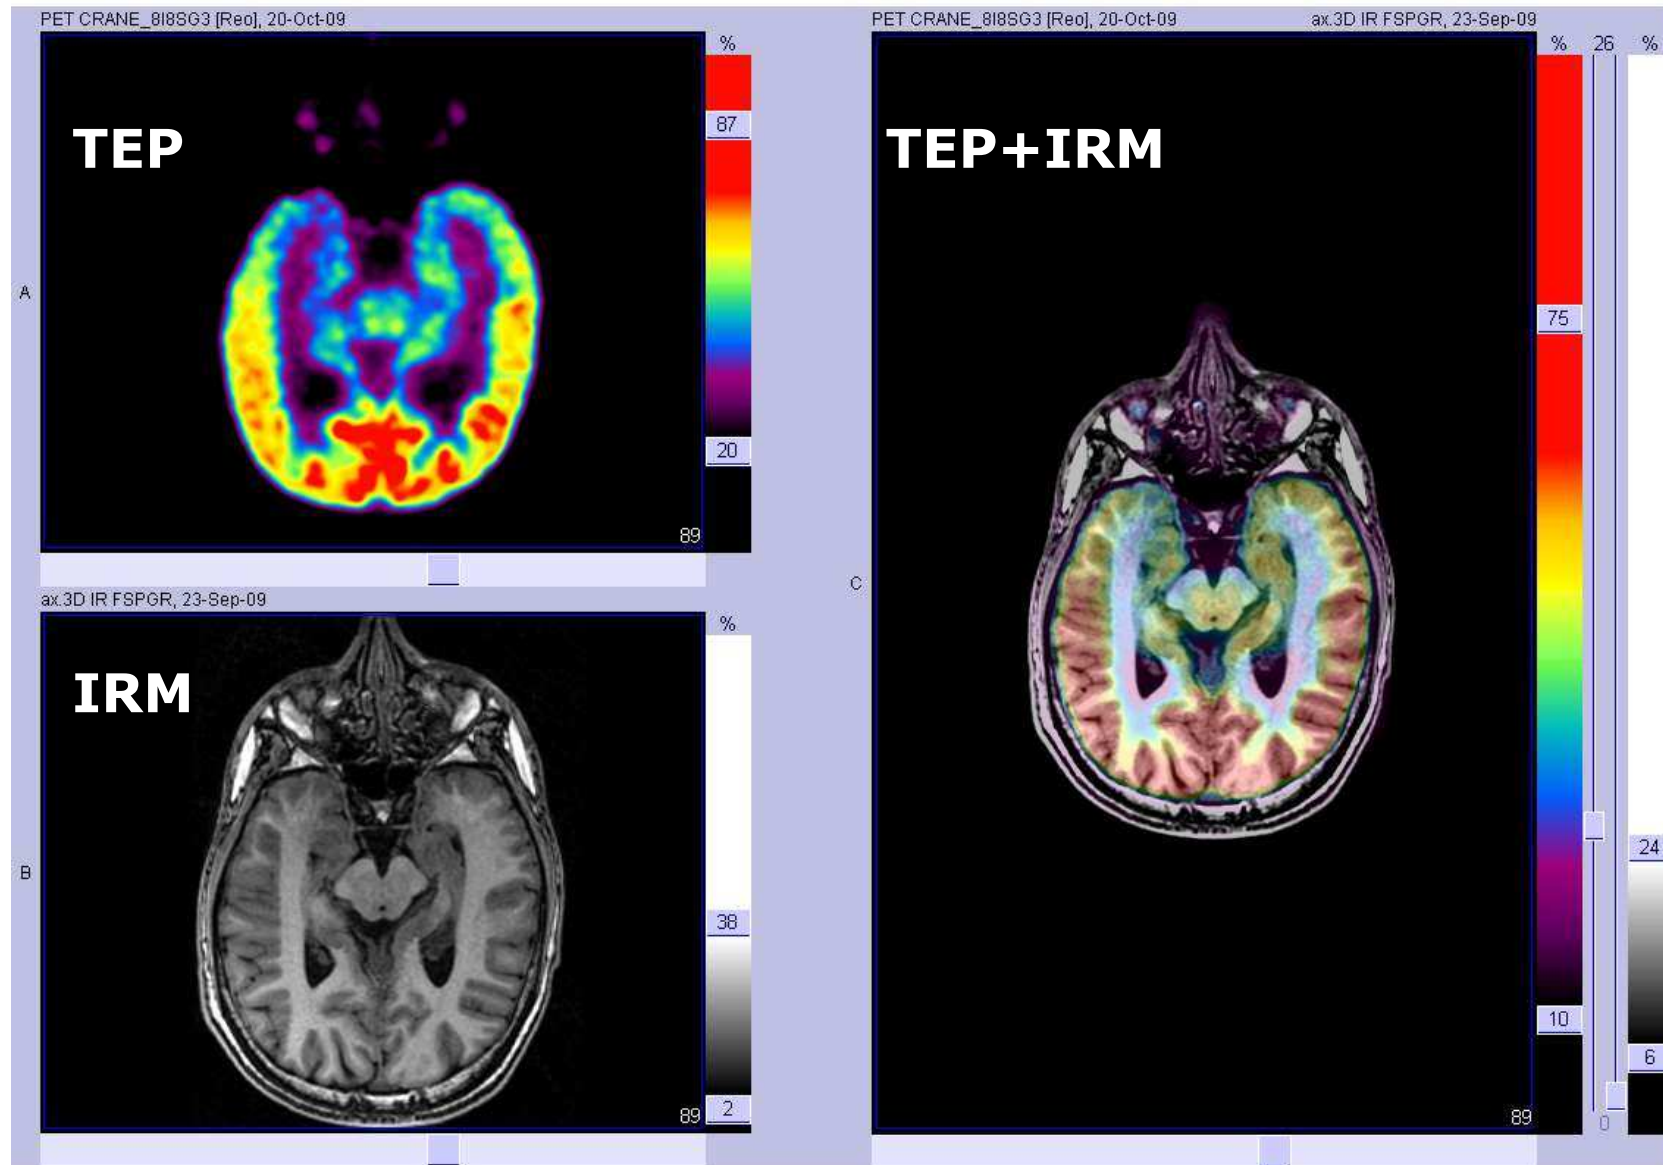 PET CRANE_8I8SG3 [Reo], 20-Oct-09
%
TEP
87
A
20
89
ax.3D IR FSPGR, 23-Sep-09
%
IRM
B
38
2
89
PET CRANE_8I8SG3 [Reo], 20-Oct-09 ax.3D IR FSPGR, 23-Sep-09
% 26 %
TEP+IRM
75
C
24
10
6
89
0